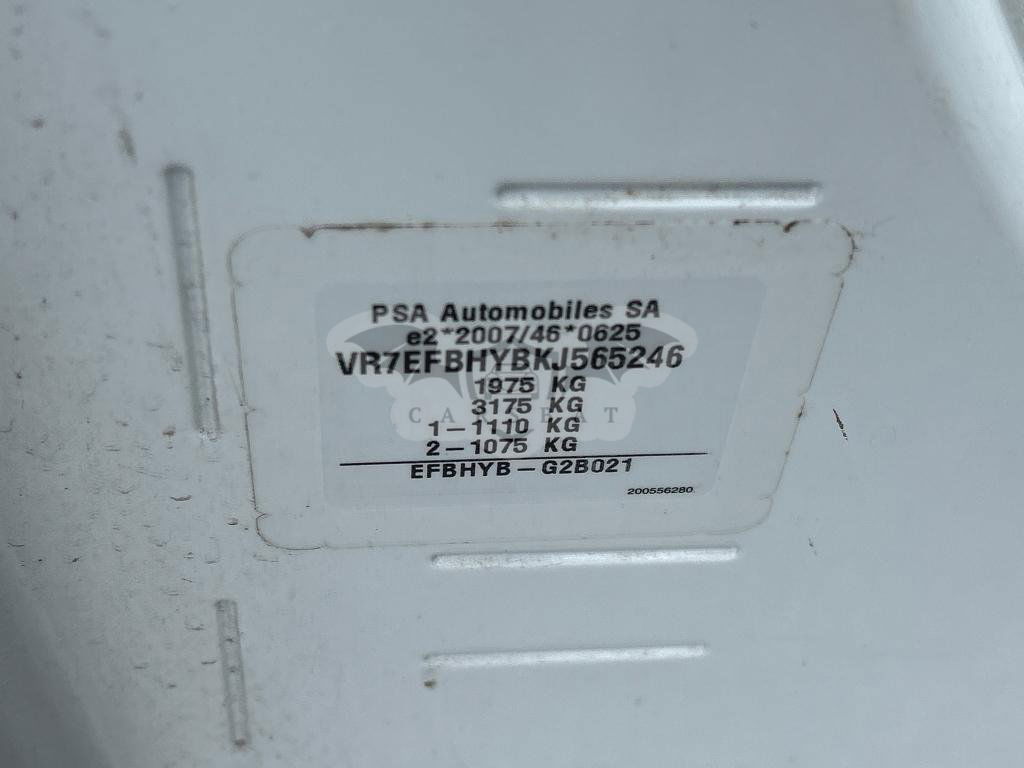 PSA Automobiles SA
e2*2007/46*0625
VR7EFBHYBKJ565246
1975 KG
3175 KG
1-1110 KG
2-1075 KG
EFBHYB-G2B021
200556280